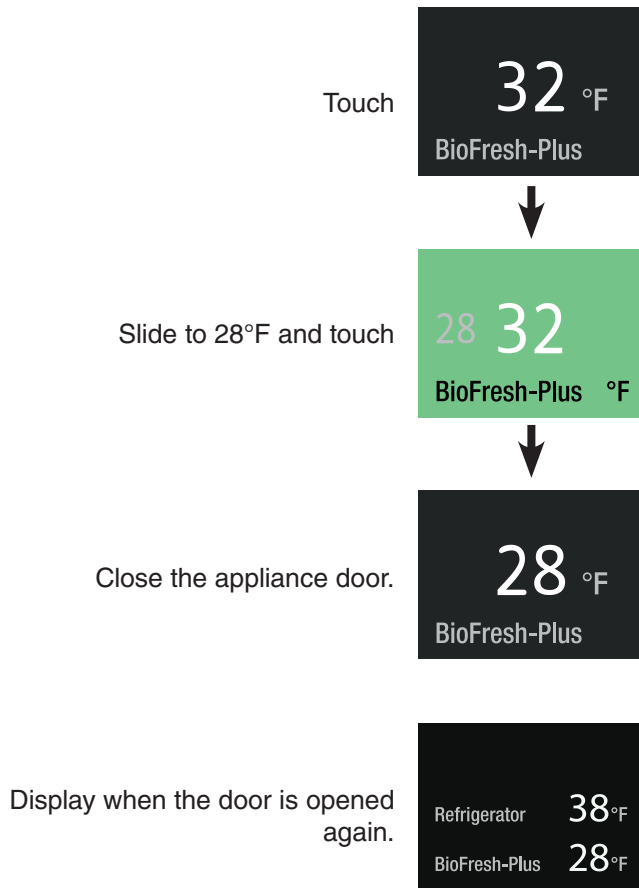 32 °F
Touch
BioFresh-Plus
28 32
Slide to 28°F and touch
BioFresh-Plus °F
28 °F
Close the appliance door.
BioFresh-Plus
Display when the door is opened
again.
Refrigerator 38°F
BioFresh-Plus 28°F